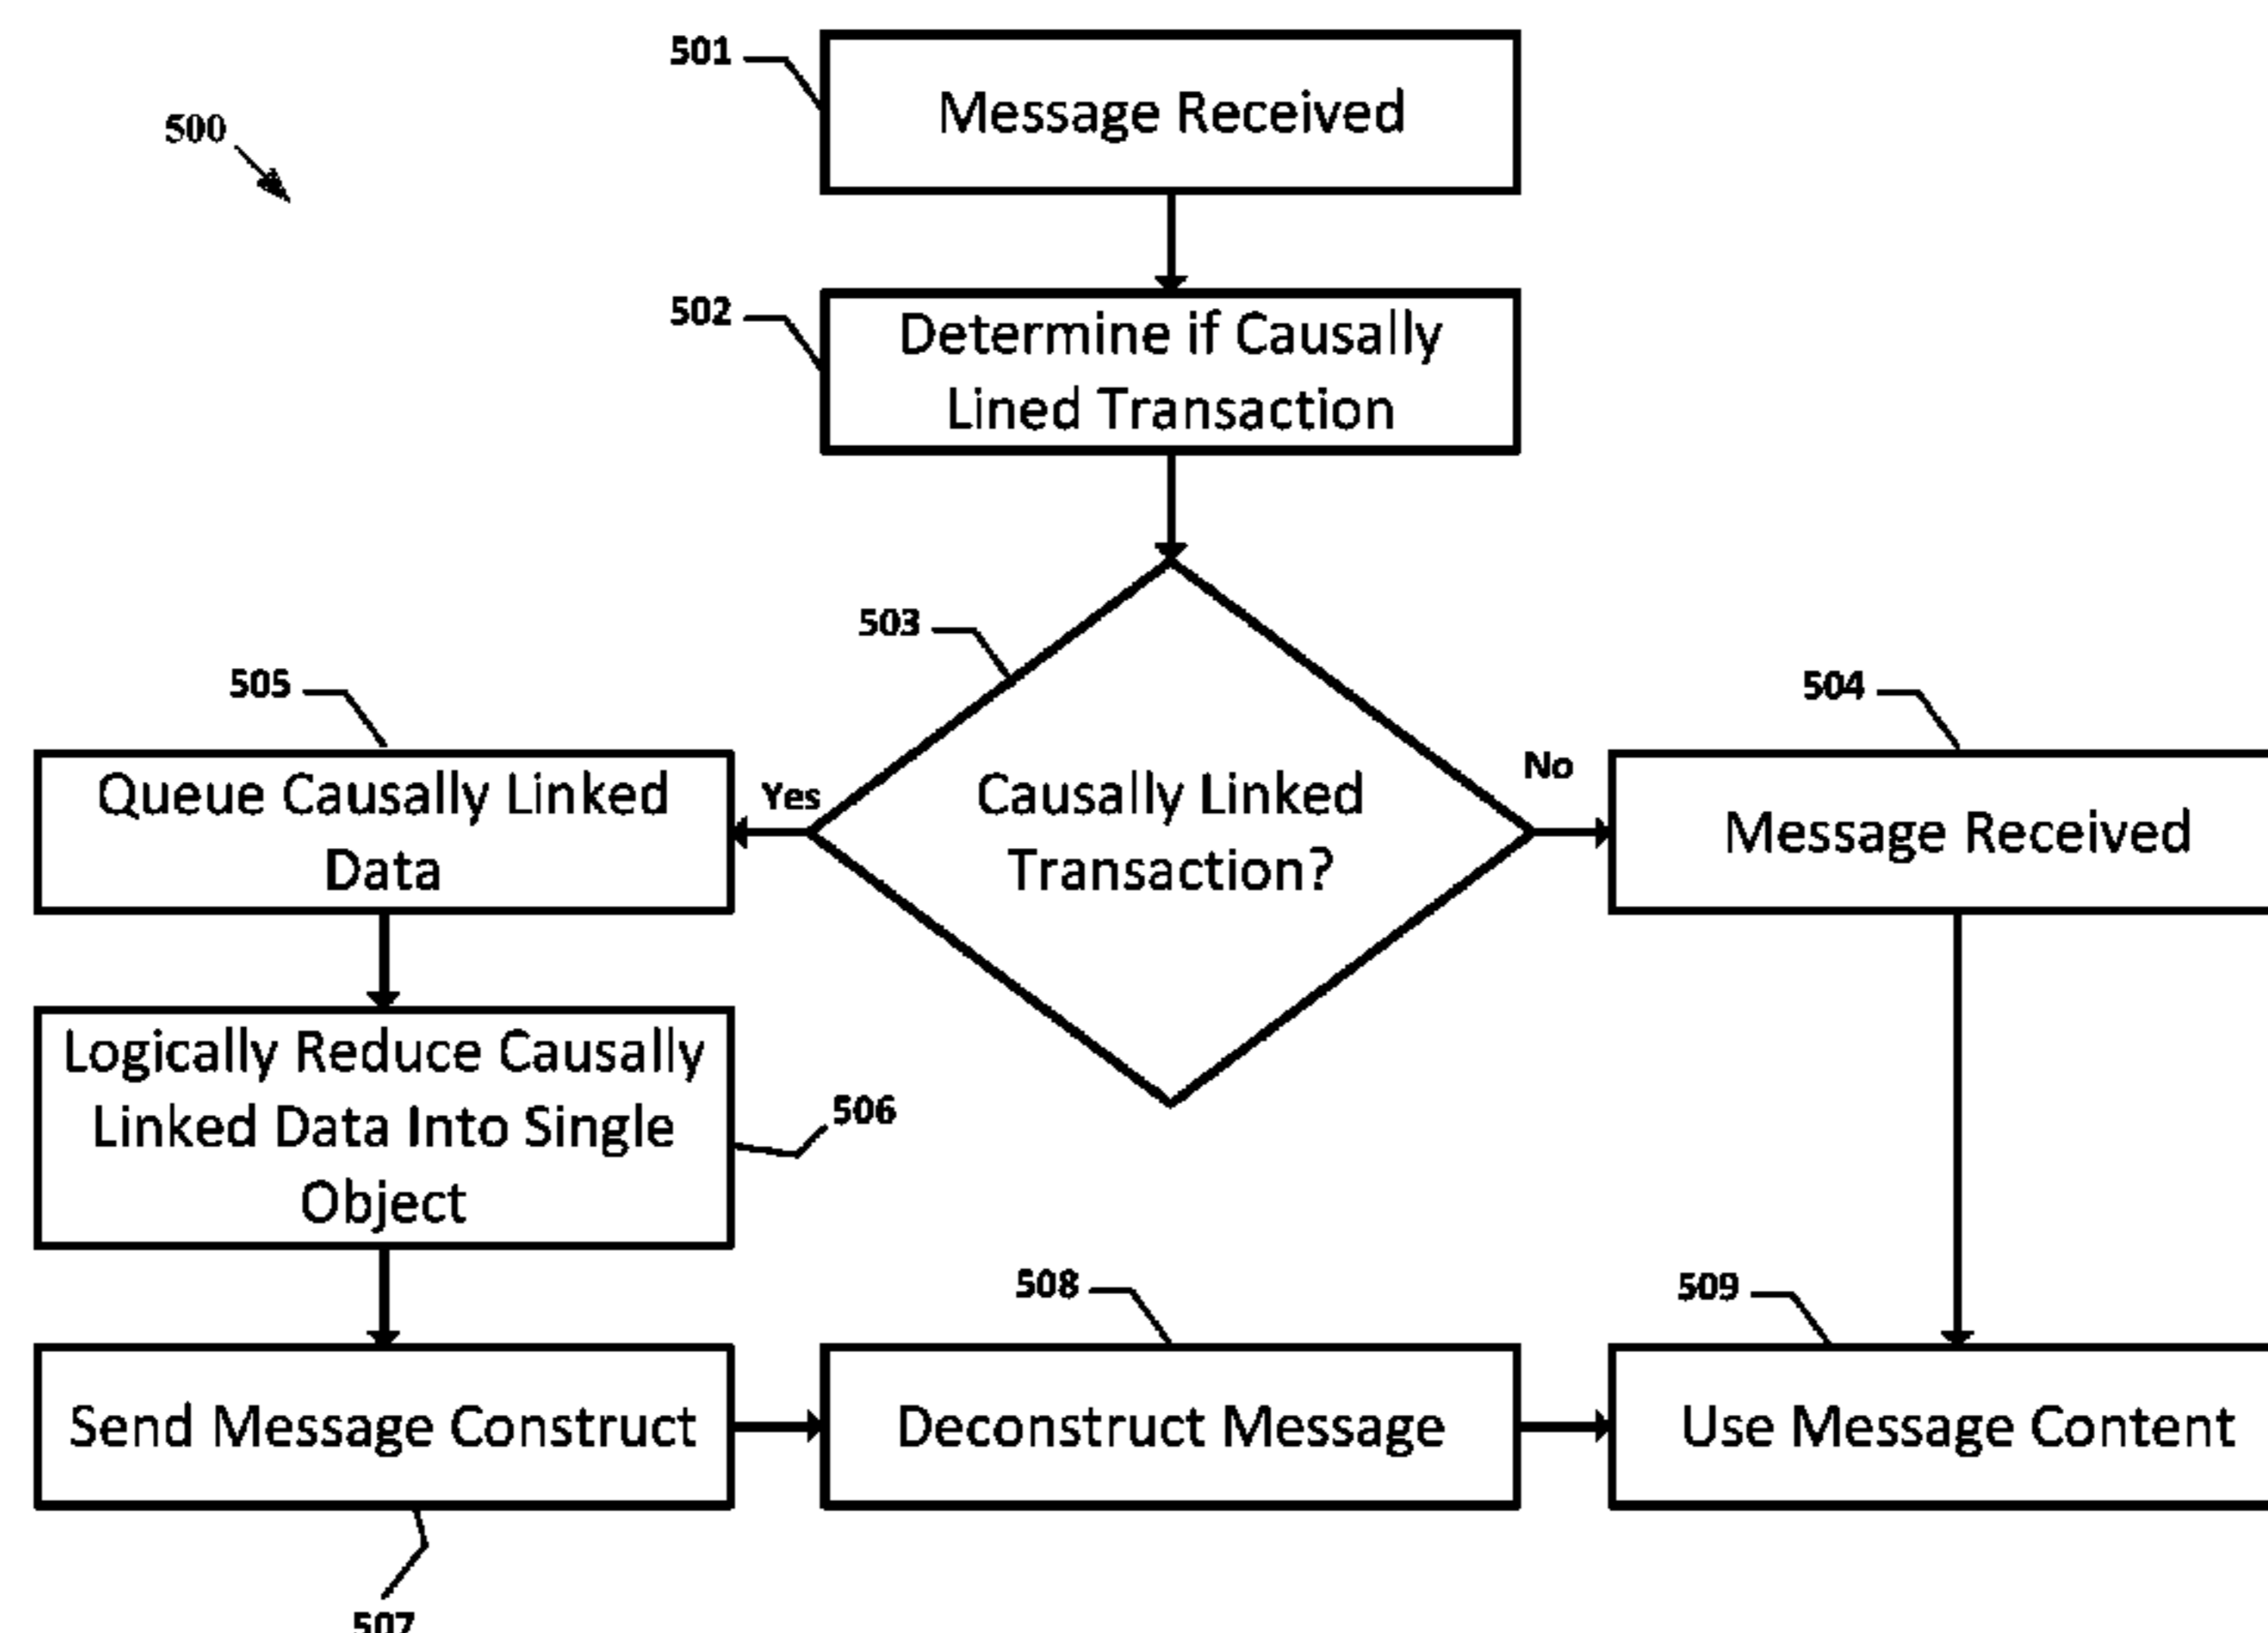 501
Message Received
500
502
Determine if Causally
Lined Transaction
503
505
504
Queue Causally Linked
Data
Yes
Causally Linked
Transaction?
No
Message Received
Logically Reduce Causally
Linked Data Into Single
Object
506
508
509
Send Message Construct
Deconstruct Message
Use Message Content
507